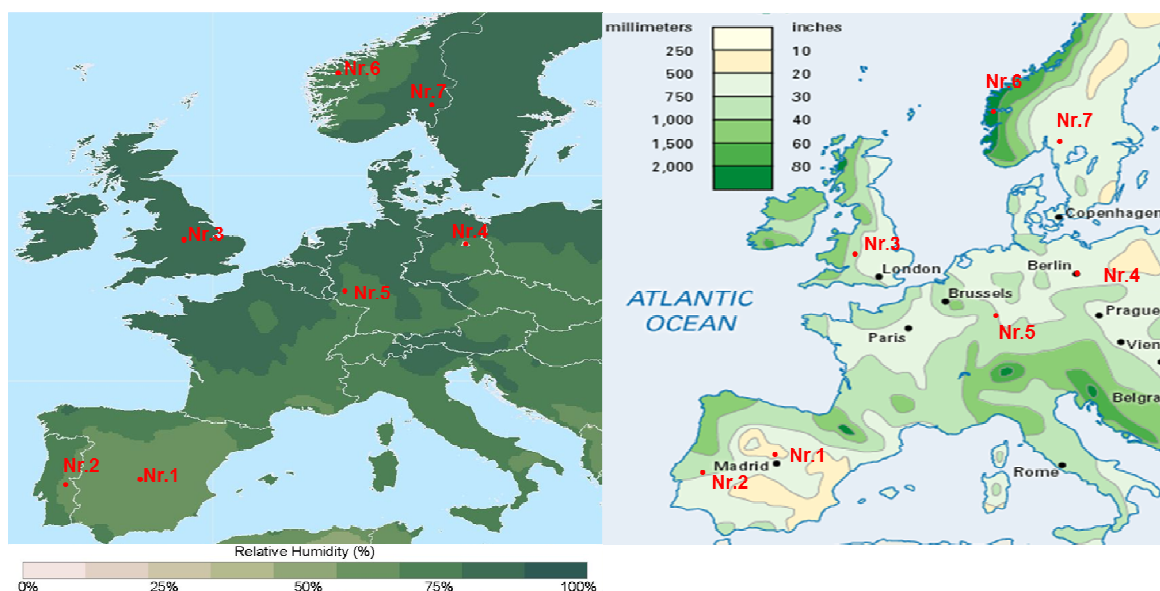 Nr.6
Nr.7
Nr.3
Nr.4
Nr.5
Nr.2
Nr.1
Relative Humidity (%)
0% 25% 50% 75% 100%
millimeters inches
250 10
500 20
750 30
1,000 40
1,500 60
2,000 80
Nr.6
Nr.7
Copenhagen
Nr.3
London
Berlin
Nr.4
ATLANTIC
OCEAN
Brussels
Prague
Paris
Nr.5
Vien
Belgra
Nr.1
Madrid
Rome
Nr.2